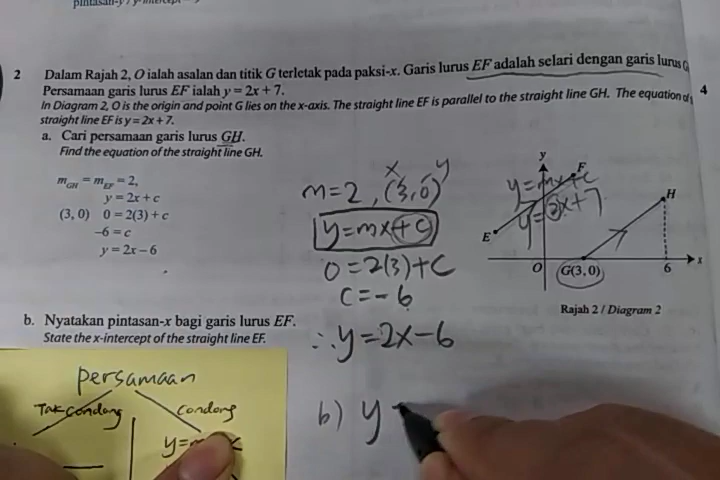 2 Dalam Rajah 2, O ialah asalan dan titik G terletak pada paksi-x. Garis lurus EF adalah selari dengan garis lurus
Persamaan garis lurus EF ialah y = 2x + 7.
In Diagram 2, O is the origin and point G lies on the x-axis. The straight line EF is parallel to the straight line GH. The equation of
straight line EF is y = 2x + 7.
4
a. Cari persamaan garis lurus GH.
Find the equation of the straight line GH.
m_GH = m_EF = 2,
y = 2x + c
(3, 0) 0 = 2(3) + c
-6 = c
y = 2x - 6
x y
m = 2, (3, 0)
y = mx + c
0 = 2(3) + c
c = -6
∴ y = 2x - 6
y
F
y = mx + c
y = 2x + 7
H
E
O
G(3, 0)
6
x
Rajah 2 / Diagram 2
b. Nyatakan pintasan-x bagi garis lurus EF.
State the x-intercept of the straight line EF.
Persamaan
Tak condong
Condong
b) y